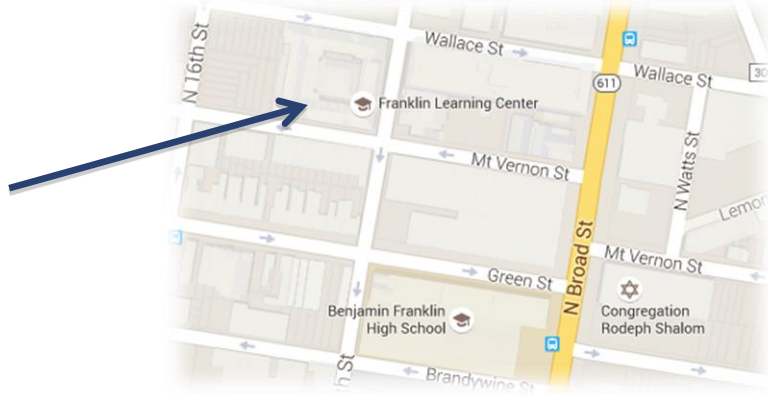 N 16th St
Wallace St
611
Wallace St
30
Franklin Learning Center
Mt Vernon St
N Watts St
Lemon
N Broad St
Mt Vernon St
Green St
Benjamin Franklin
High School
Congregation
Rodeph Shalom
th St
Brandywine St